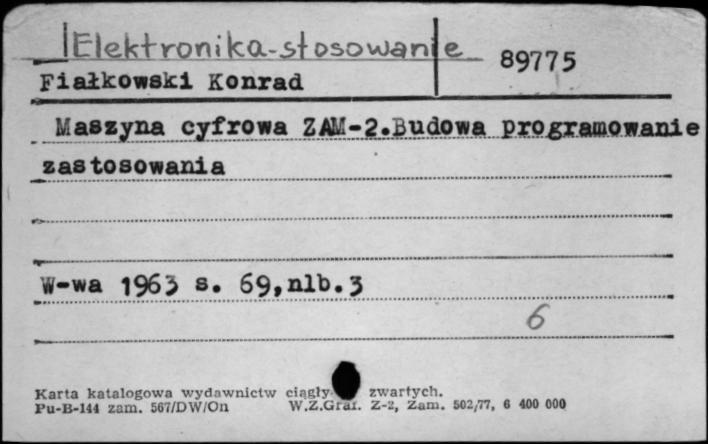 Elektronika-stosowanie
89775
Fiałkowski Konrad
Maszyna cyfrowa ZAM-2.Budowa programowanie
zastosowania
W-wa 1963 s. 69,nlb.3
6
Karta katalogowa wydawnictw ciągły zwartych.
Pu-B-144 zam. 567/DW/On W.Z.Graf. Z-2, Zam. 502/77, 6 400 000